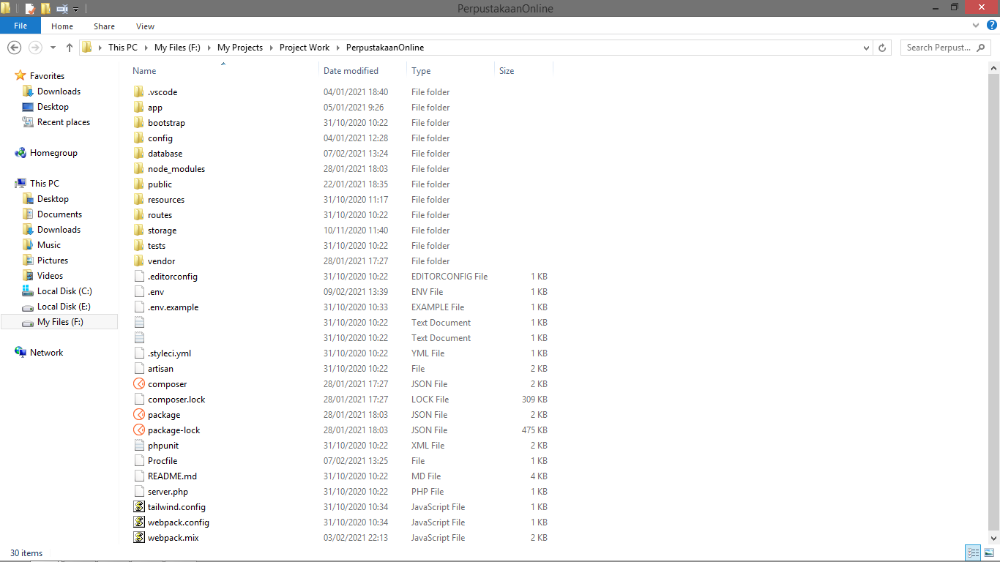 PerpustakaanOnline
File Home Share View
This PC My Files (F:) My Projects Project Work PerpustakaanOnline Search Perpust...
Favorites
Downloads
Desktop
Recent places
Homegroup
This PC
Desktop
Documents
Downloads
Music
Pictures
Videos
Local Disk (C:)
Local Disk (E:)
My Files (F:)
Network
Name Date modified Type Size
.vscode 04/01/2021 18:40 File folder
app 05/01/2021 9:26 File folder
bootstrap 31/10/2020 10:22 File folder
config 04/01/2021 12:28 File folder
database 07/02/2021 13:24 File folder
node_modules 28/01/2021 18:03 File folder
public 22/01/2021 18:35 File folder
resources 31/10/2020 11:17 File folder
routes 31/10/2020 10:22 File folder
storage 10/11/2020 11:40 File folder
tests 31/10/2020 10:22 File folder
vendor 28/01/2021 17:27 File folder
.editorconfig 31/10/2020 10:22 EDITORCONFIG File 1 KB
.env 09/02/2021 13:39 ENV File 1 KB
.env.example 31/10/2020 10:33 EXAMPLE File 1 KB
31/10/2020 10:22 Text Document 1 KB
31/10/2020 10:22 Text Document 1 KB
.styleci.yml 31/10/2020 10:22 YML File 1 KB
artisan 31/10/2020 10:22 File 2 KB
composer 28/01/2021 17:27 JSON File 2 KB
composer.lock 28/01/2021 17:27 LOCK File 309 KB
package 28/01/2021 18:03 JSON File 2 KB
package-lock 28/01/2021 18:03 JSON File 475 KB
phpunit 31/10/2020 10:22 XML File 2 KB
Procfile 07/02/2021 13:25 File 1 KB
README.md 31/10/2020 10:22 MD File 4 KB
server.php 31/10/2020 10:22 PHP File 1 KB
tailwind.config 31/10/2020 10:34 JavaScript File 1 KB
webpack.config 31/10/2020 10:34 JavaScript File 1 KB
webpack.mix 03/02/2021 22:13 JavaScript File 2 KB
30 items